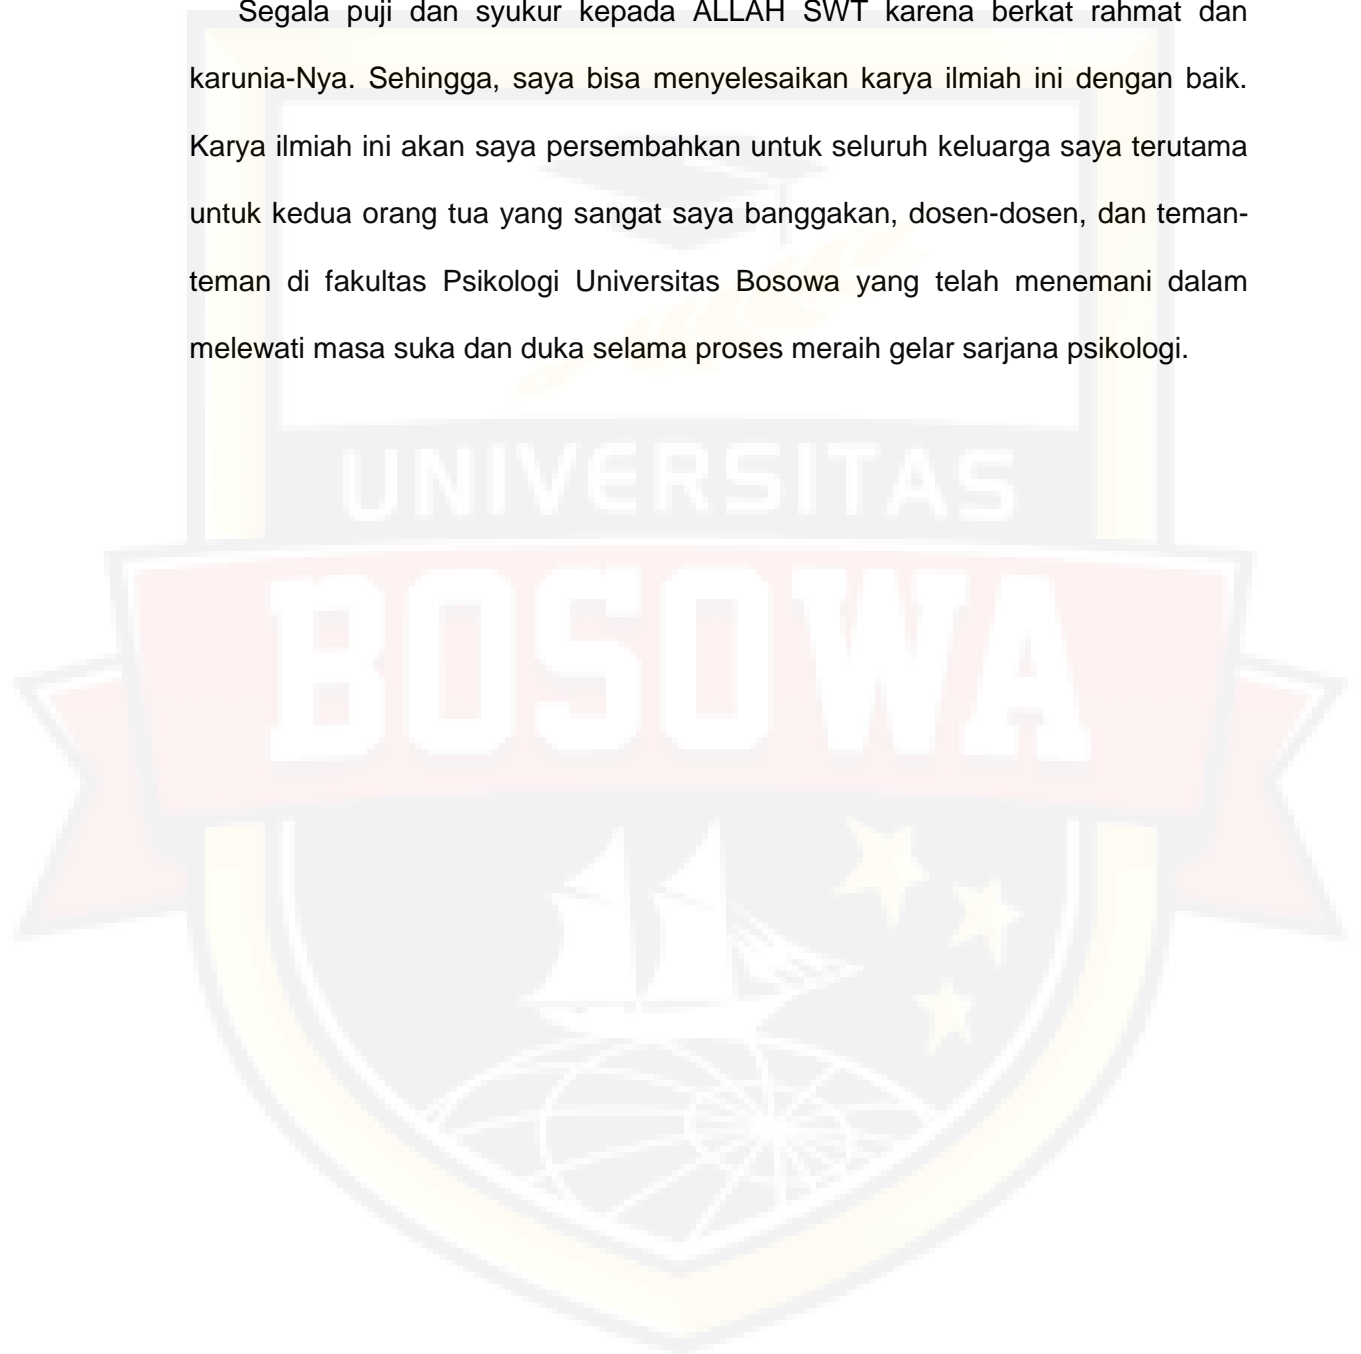 Segala puji dan syukur kepada ALLAH SWT karena berkat rahmat dan
karunia-Nya. Sehingga, saya bisa menyelesaikan karya ilmiah ini dengan baik.
Karya ilmiah ini akan saya persembahkan untuk seluruh keluarga saya terutama
untuk kedua orang tua yang sangat saya banggakan, dosen-dosen, dan teman-
teman di fakultas Psikologi Universitas Bosowa yang telah menemani dalam
melewati masa suka dan duka selama proses meraih gelar sarjana psikologi.
UNIVERSITAS
BOSOWA